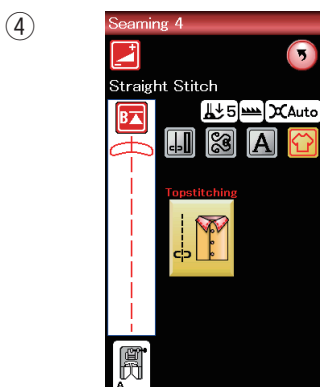 ④
Seaming 4
Straight Stitch
5 Auto
B
A
Topstitching
A